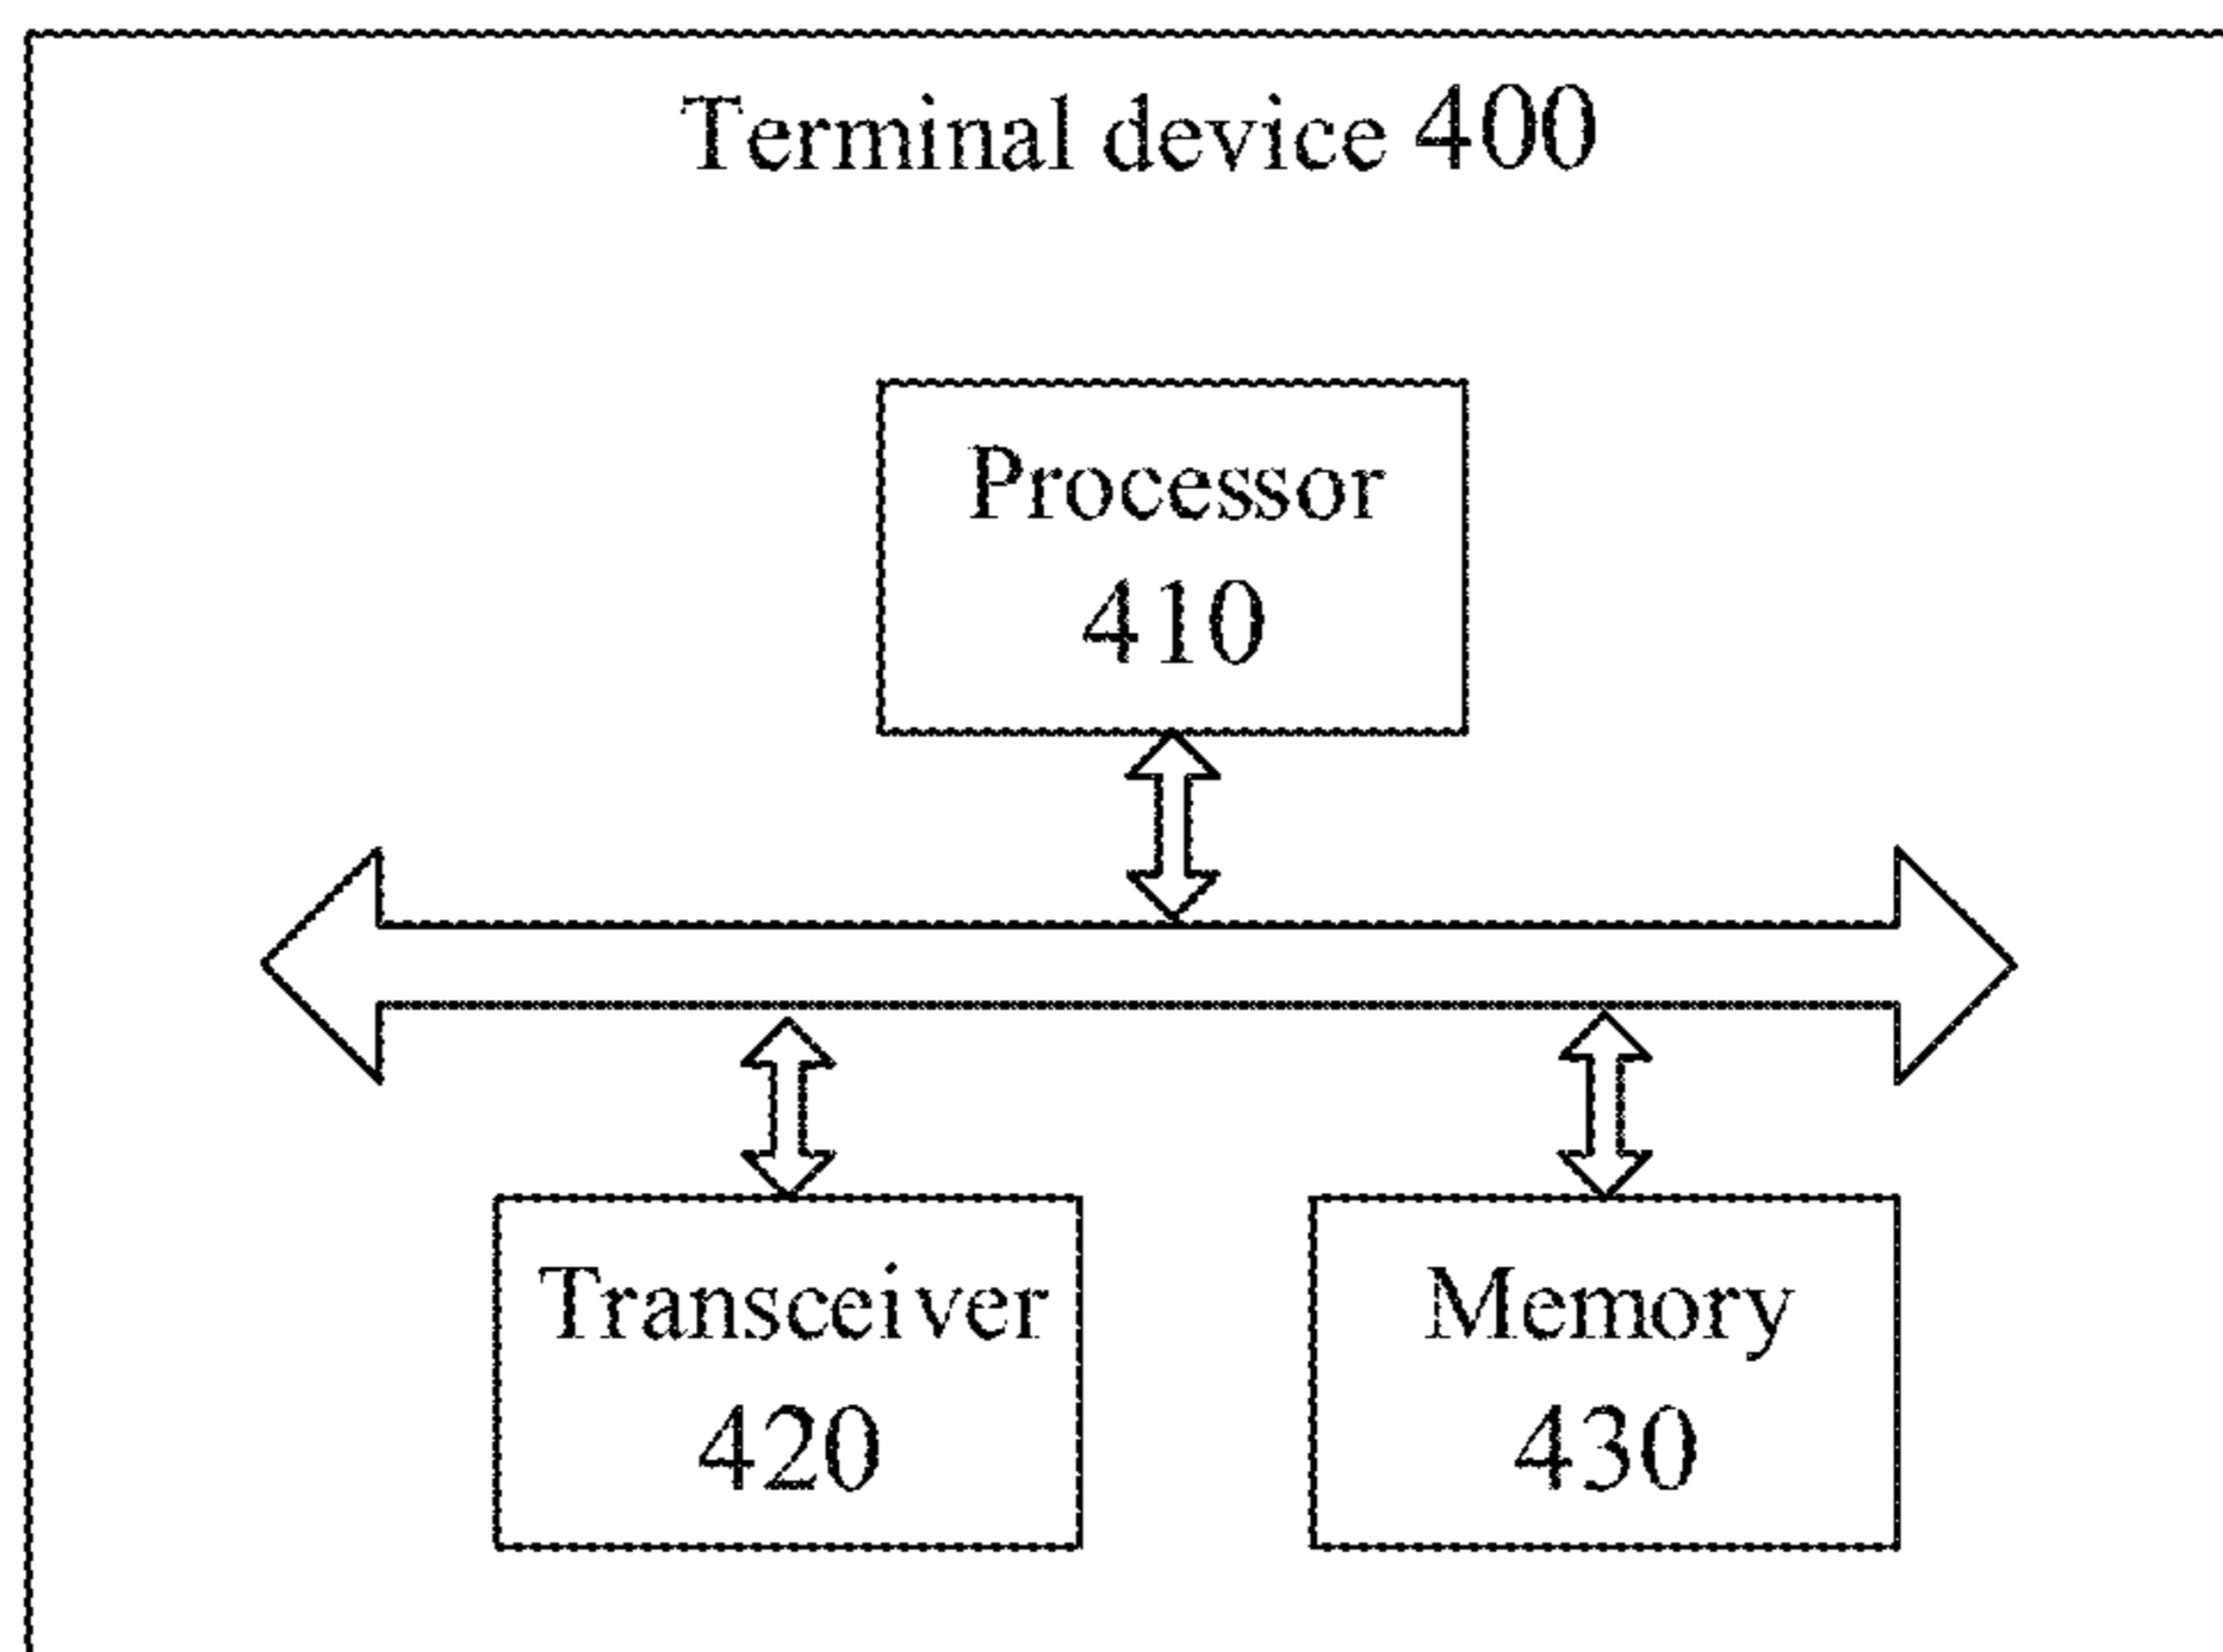 Terminal device 400
Processor
410
Transceiver
420
Memory
430